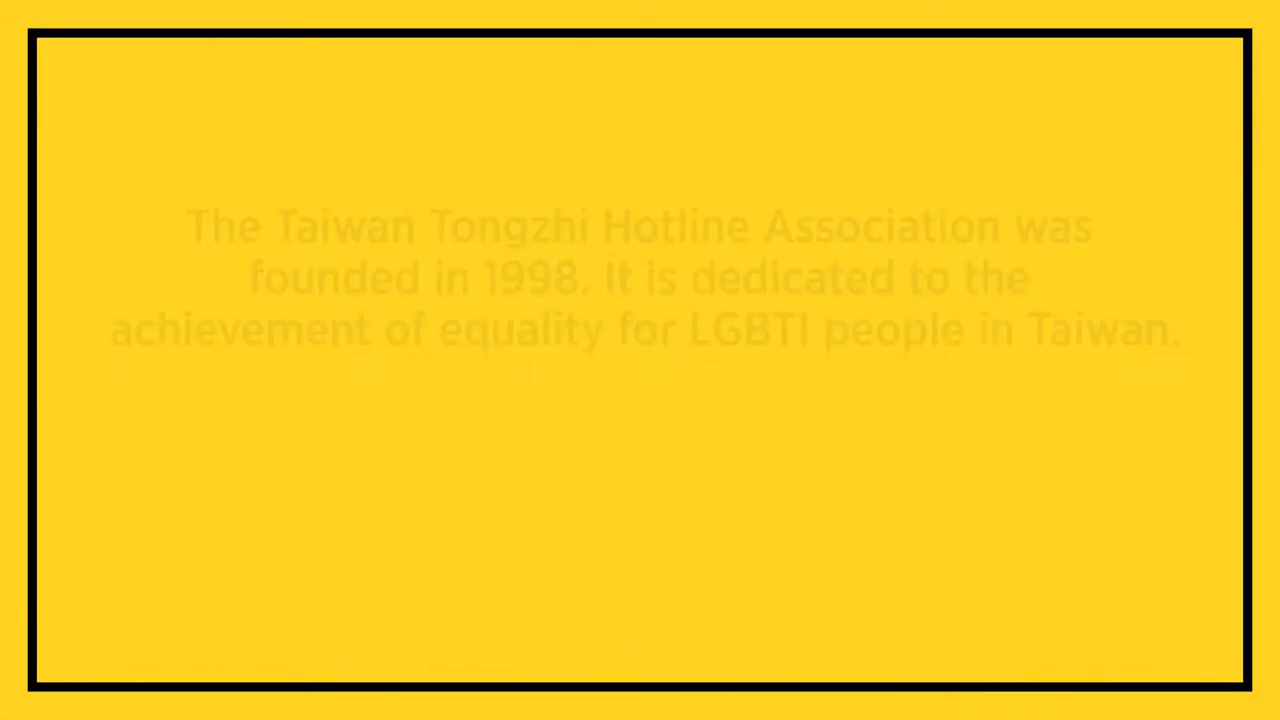 The Taiwan Tongzhi Hotline Association was
founded in 1998. It is dedicated to the
achievement of equality for LGBTI people in Taiwan.